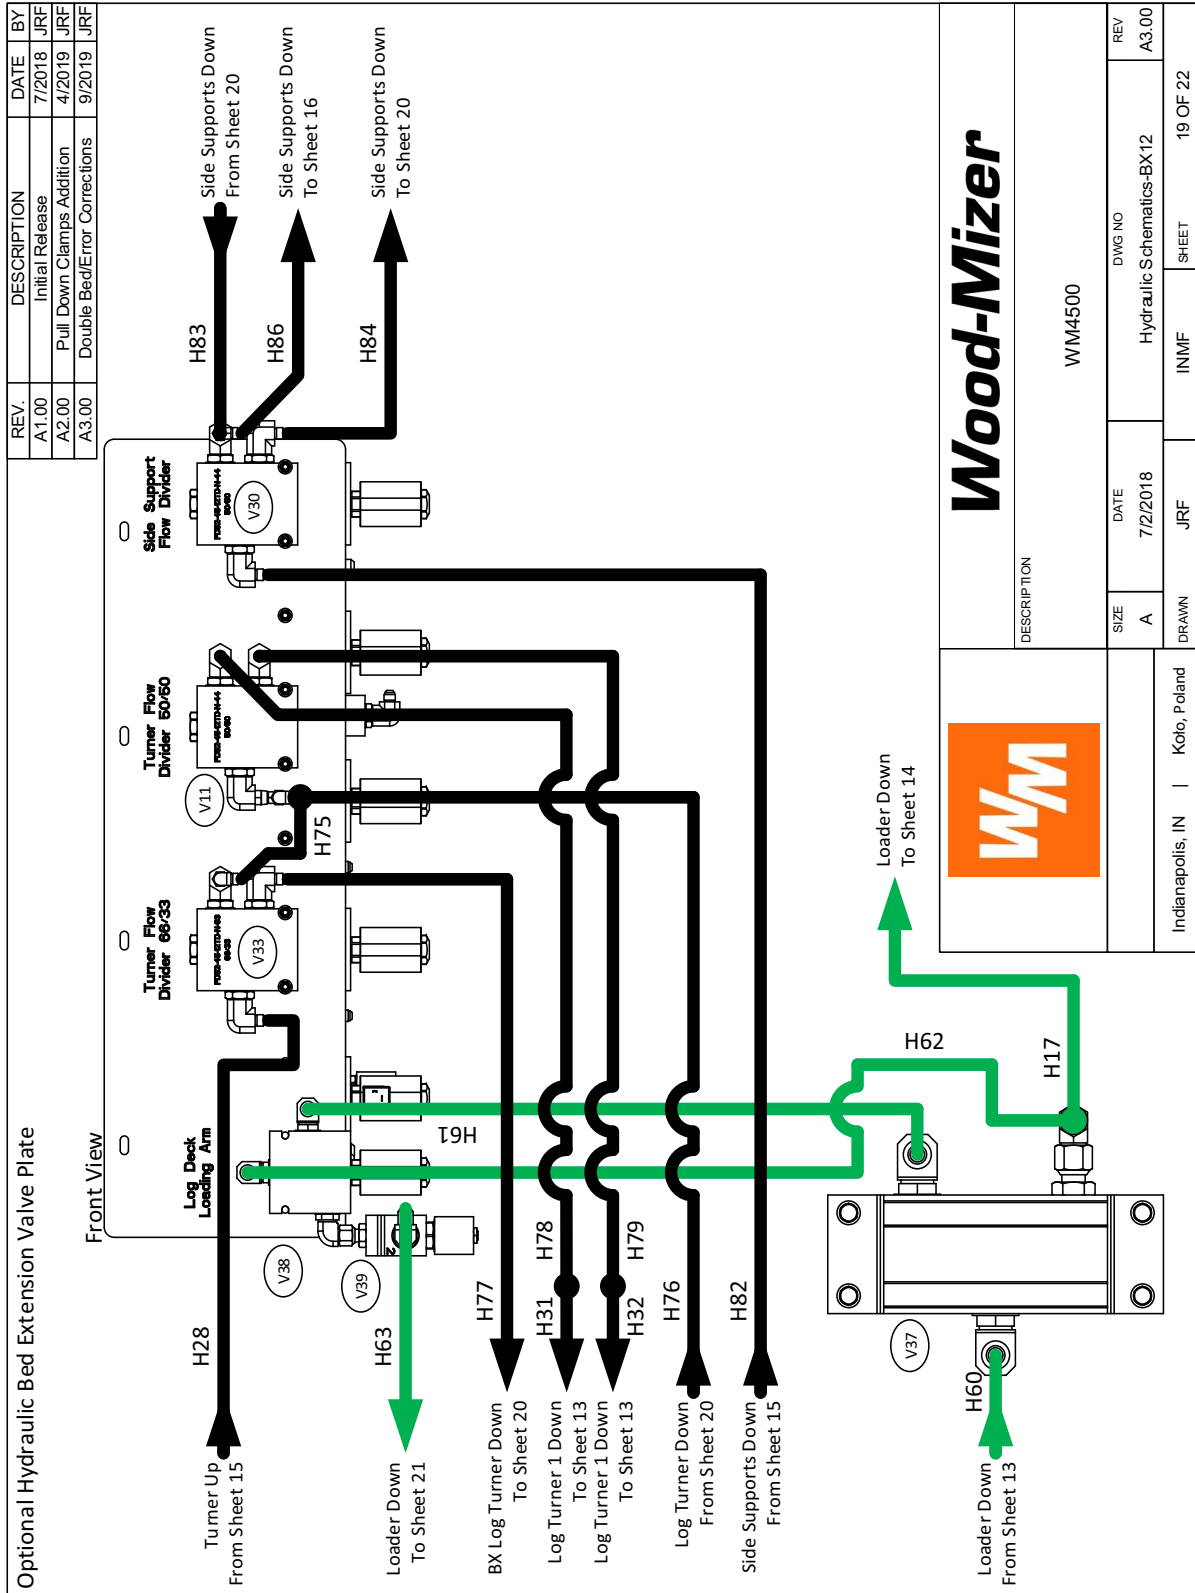 Optional Hydraulic Bed Extension Valve Plate
REV. DESCRIPTION DATE BY
A1.00 Initial Release 7/2018 JRF
A2.00 Pull Down Clamps Addition 4/2019 JRF
A3.00 Double Bed/Error Corrections 9/2019 JRF
Front View
Log Deck
Loading Arm
Turner Flow
Divider 66/33
Turner Flow
Divider 50/50
Side Support
Flow Divider
66/33
50/50
50/50
V33
V11
V30
V38
V39
2
Turner Up
From Sheet 15
H28
H75
H83
Side Supports Down
From Sheet 20
H86
Side Supports Down
To Sheet 16
H84
Side Supports Down
To Sheet 20
Loader Down
To Sheet 21
H63
H61
BX Log Turner Down
To Sheet 20
H77
Log Turner 1 Down
To Sheet 13
H31
H78
Log Turner 1 Down
To Sheet 13
H32
H79
Log Turner Down
From Sheet 20
H76
Side Supports Down
From Sheet 15
H82
V37
H60
Loader Down
From Sheet 13
H62
H17
Loader Down
To Sheet 14
WM
Wood-Mizer
Indianapolis, IN | Koło, Poland
DESCRIPTION
WM4500
SIZE DATE DWG NO REV
A 7/2/2018 Hydraulic Schematics-BX12 A3.00
DRAWN JRF INMF SHEET 19 OF 22